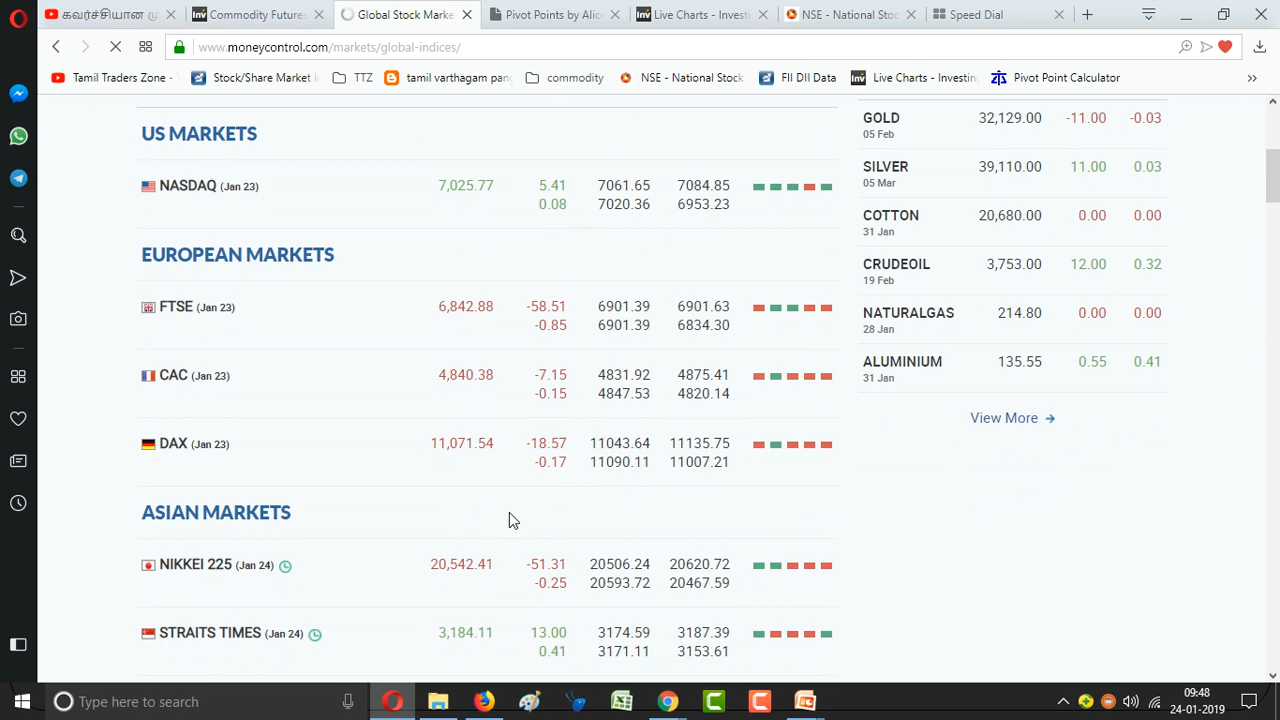 கவர்ச்சியான மு
Commodity Futures
Global Stock Marke
Pivot Points by Alic
Live Charts - Investi
NSE - National Stoc
Speed Dial
www.moneycontrol.com/markets/global-indices/
Tamil Traders Zone -
Stock/Share Market
TTZ
tamil varthagam pan
commodity
NSE - National Stock
FII DII Data
Live Charts - Investin
Pivot Point Calculator
US MARKETS
NASDAQ (Jan 23) 7,025.77 5.41 7061.65 7084.85
0.08 7020.36 6953.23
EUROPEAN MARKETS
FTSE (Jan 23) 6,842.88 -58.51 6901.39 6901.63
-0.85 6901.39 6834.30
CAC (Jan 23) 4,840.38 -7.15 4831.92 4875.41
-0.15 4847.53 4820.14
DAX (Jan 23) 11,071.54 -18.57 11043.64 11135.75
-0.17 11090.11 11007.21
ASIAN MARKETS
NIKKEI 225 (Jan 24) 20,542.41 -51.31 20506.24 20620.72
-0.25 20593.72 20467.59
STRAITS TIMES (Jan 24) 3,184.11 13.00 3174.59 3187.39
0.41 3171.11 3153.61
GOLD 32,129.00 -11.00 -0.03
05 Feb
SILVER 39,110.00 11.00 0.03
05 Mar
COTTON 20,680.00 0.00 0.00
31 Jan
CRUDEOIL 3,753.00 12.00 0.32
19 Feb
NATURALGAS 214.80 0.00 0.00
28 Jan
ALUMINIUM 135.55 0.55 0.41
31 Jan
View More
Type here to search
09:48
24-01-2019